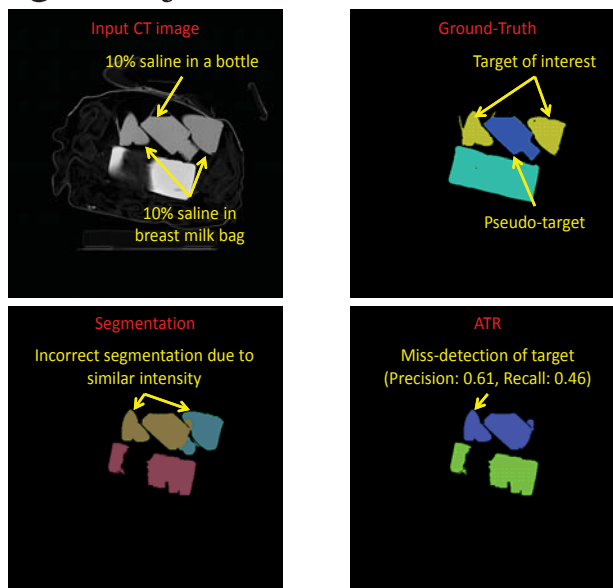 Input CT image
10% saline in a bottle
10% saline in
breast milk bag
Ground-Truth
Target of interest
Pseudo-target
Segmentation
Incorrect segmentation due to
similar intensity
ATR
Miss-detection of target
(Precision: 0.61, Recall: 0.46)